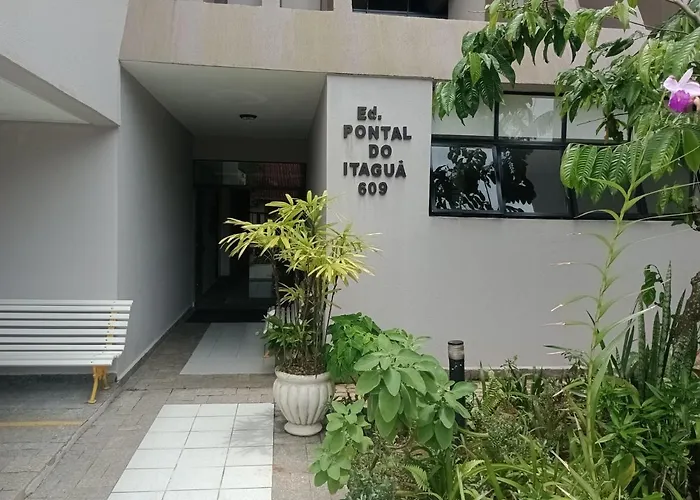 Ed.
PONTAL
DO
ITAGUÁ
609